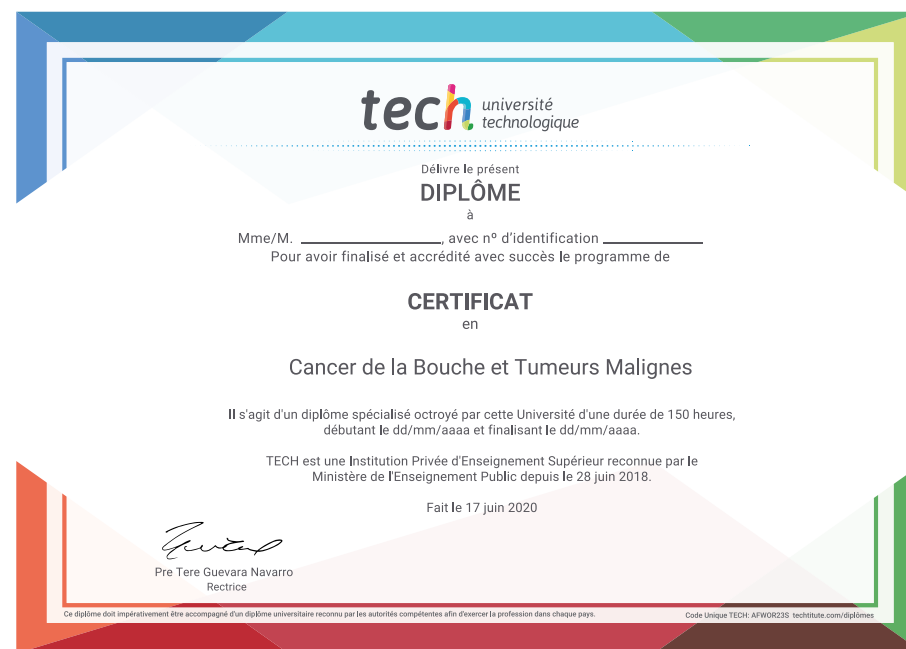 tech université
technologique
Délivre le présent
DIPLÔME
à
Mme/M. ____________________, avec nº d'identification ______________
Pour avoir finalisé et accrédité avec succès le programme de
CERTIFICAT
en
Cancer de la Bouche et Tumeurs Malignes
Il s'agit d'un diplôme spécialisé octroyé par cette Université d'une durée de 150 heures,
débutant le dd/mm/aaaa et finalisant le dd/mm/aaaa.
TECH est une Institution Privée d'Enseignement Supérieur reconnue par le
Ministère de l'Enseignement Public depuis le 28 juin 2018.
Fait le 17 juin 2020
Pre Tere Guevara Navarro
Rectrice
Ce diplôme doit impérativement être accompagné d'un diplôme universitaire reconnu par les autorités compétentes afin d'exercer la profession dans chaque pays.
Code Unique TECH: AFWOR23S techtitute.com/diplômes